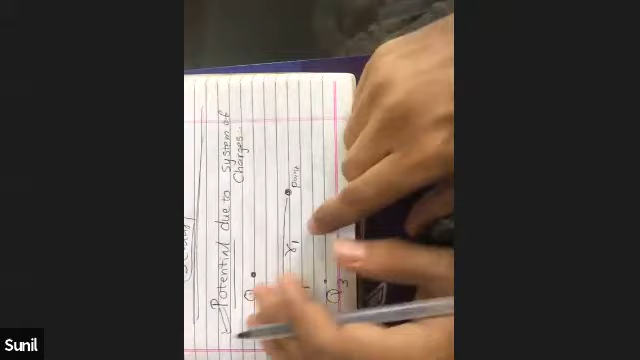 Potential due to system of
Charges
Point
r1
Q
Q3
Sunil